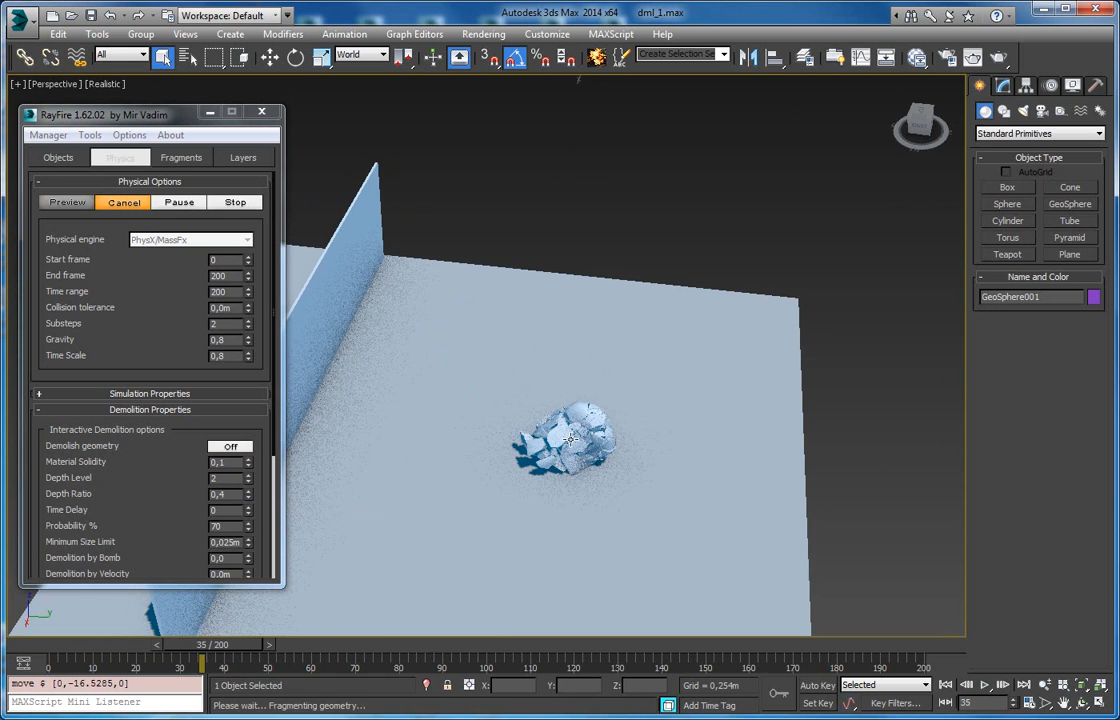 Workspace: Default
Autodesk 3ds Max 2014 x64
dml_1.max
Edit Tools Group Views Create Modifiers Animation Graph Editors Rendering Customize MAXScript Help
All
World
Create Selection Se
[+] [Perspective] [Realistic]
RayFire 1.62.02 by Mir Vadim
Manager Tools Options About
Objects Physics Fragments Layers
Physical Options
Preview Cancel Pause Stop
Physical engine PhysX/MassFx
Start frame 0
End frame 200
Time range 200
Collision tolerance 0,0m
Substeps 2
Gravity 0,8
Time Scale 0,8
Simulation Properties
Demolition Properties
Interactive Demolition options
Demolish geometry Off
Material Solidity 0,1
Depth Level 2
Depth Ratio 0,4
Time Delay 0
Probability % 70
Minimum Size Limit 0,025m
Demolition by Bomb 0,0
Demolition by Velocity 0.0m
Standard Primitives
Object Type
AutoGrid
Box Cone
Sphere GeoSphere
Cylinder Tube
Torus Pyramid
Teapot Plane
Name and Color
GeoSphere001
y
35 / 200
0 10 20 30 40 50 60 70 80 90 100 110 120 130 140 150 160 170 180 190 200
move $ [0,-16.5285,0]
1 Object Selected
X: Y: Z:
Grid = 0,254m
Auto Key Selected
MAXScript Mini Listener
Please wait... Fragmenting geometry...
Add Time Tag
Set Key Key Filters...
35